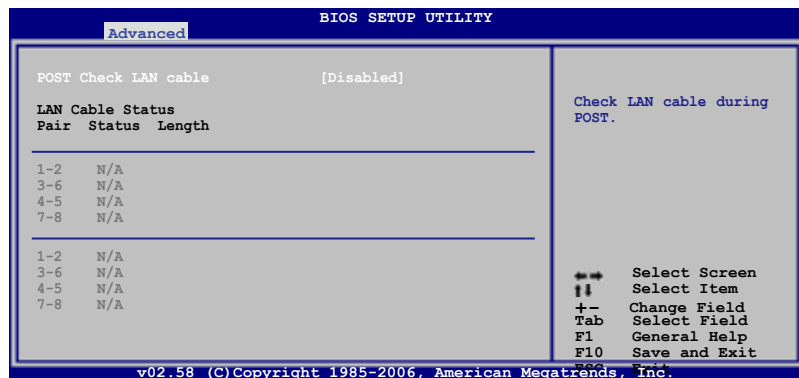 BIOS SETUP UTILITY
Advanced
POST Check LAN cable [Disabled]
LAN Cable Status
Pair Status Length
1-2 N/A
3-6 N/A
4-5 N/A
7-8 N/A
1-2 N/A
3-6 N/A
4-5 N/A
7-8 N/A
Check LAN cable during
POST.
Select Screen
Select Item
+- Change Field
Tab Select Field
F1 General Help
F10 Save and Exit
ESC Exit
v02.58 (C)Copyright 1985-2006, American Megatrends, Inc.